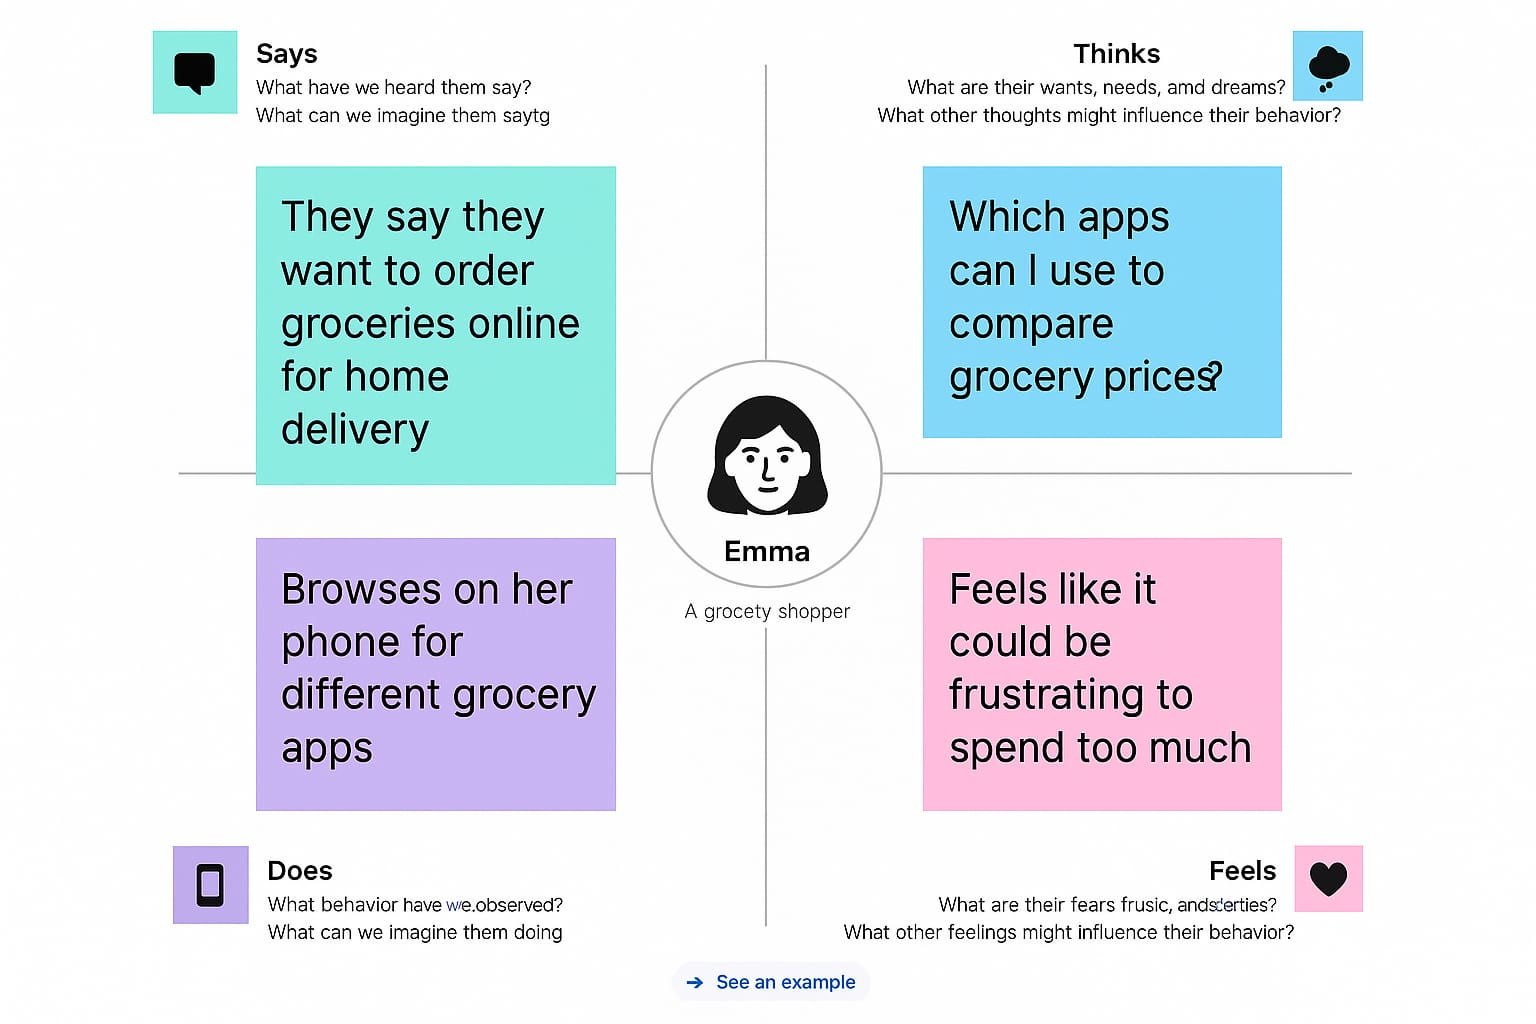 Says
What have we heard them say?
What can we imagine them saytg
Thinks
What are their wants, needs, amd dreams?
What other thoughts might influence their behavior?
They say they
want to order
groceries online
for home
delivery
Which apps
can I use to
compare
grocery prices?
Emma
A grocety shopper
Browses on her
phone for
different grocery
apps
Feels like it
could be
frustrating to
spend too much
Does
What behavior have we.observed?
What can we imagine them doing
Feels
What are their fears frusic,
What other feelings might influence their behavior?
→ See an example